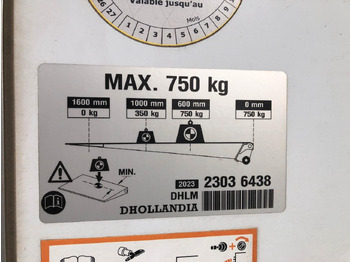 Valable jusqu'au
Mois
MAX. 750 kg
1600 mm 1000 mm 600 mm 0 mm
0 kg 350 kg 750 kg 750 kg
MIN.
2023 2303 6438
DHLM
DHOLLANDIA